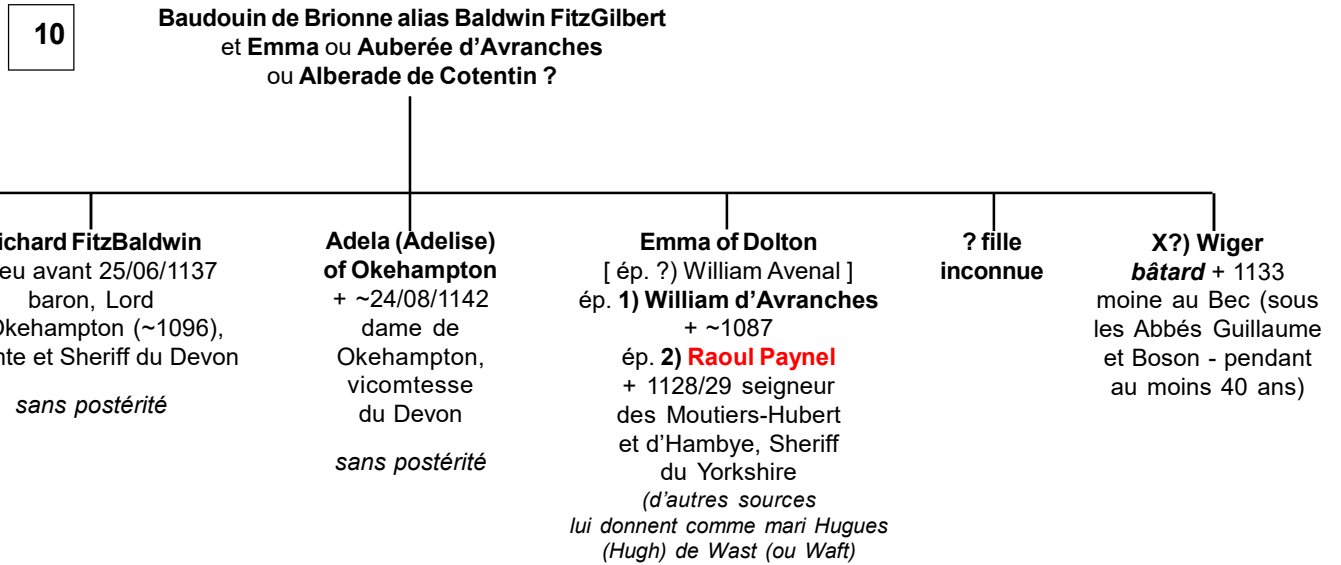 10
Baudouin de Brionne alias Baldwin FitzGilbert
et Emma ou Auberée d'Avranches
ou Alberade de Cotentin ?
ichard FitzBaldwin
eu avant 25/06/1137
baron, Lord
Okehampton (~1096),
nte et Sheriff du Devon
sans postérité
Adela (Adelise)
of Okehampton
+ ~24/08/1142
dame de
Okehampton,
vicomtesse
du Devon
sans postérité
Emma of Dolton
[ ép. ?) William Avenal ]
ép. 1) William d'Avranches
+ ~1087
ép. 2) Raoul Paynel
+ 1128/29 seigneur
des Moutiers-Hubert
et d'Hambye, Sheriff
du Yorkshire
(d'autres sources
lui donnent comme mari Hugues
(Hugh) de Wast (ou Waft)
? fille
inconnue
X?) Wiger
bâtard + 1133
moine au Bec (sous
les Abbés Guillaume
et Boson - pendant
au moins 40 ans)